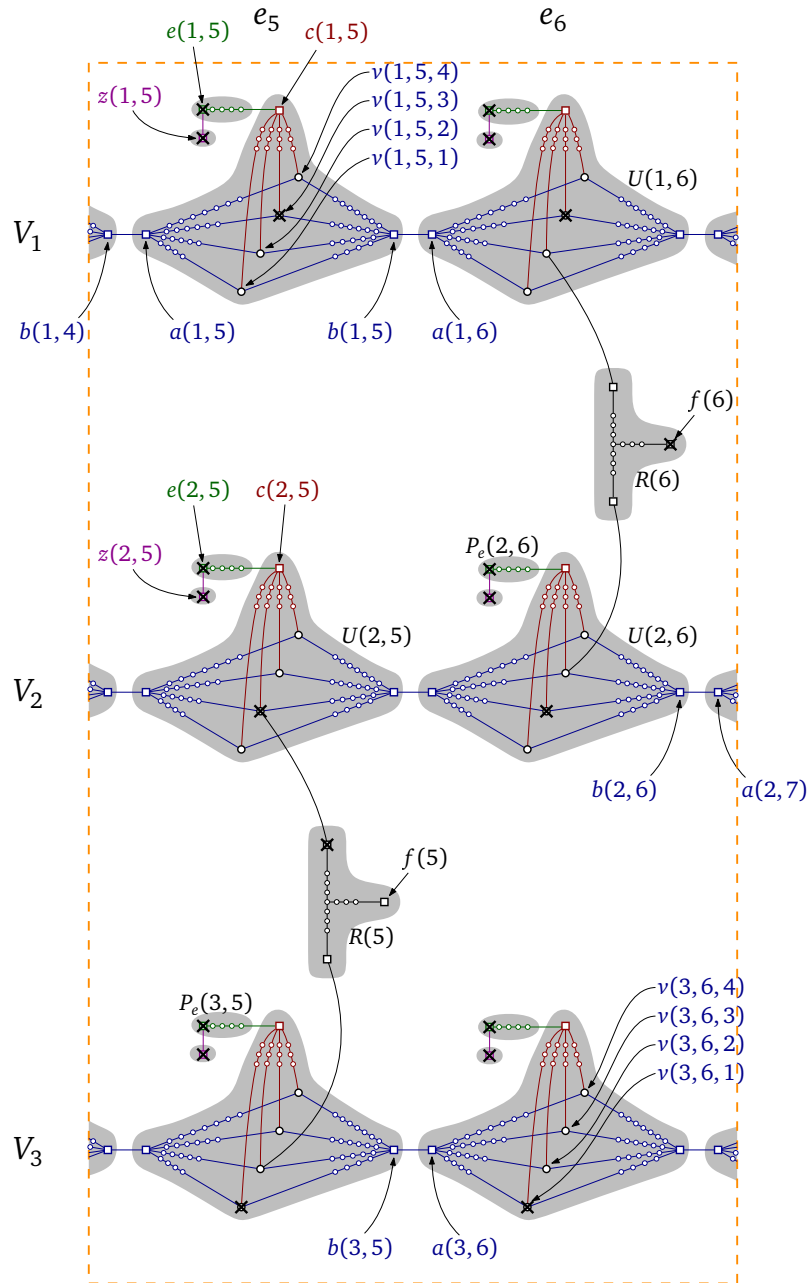 e₅ e₆
e(1,5) c(1,5)
z(1,5)
v(1,5,4)
v(1,5,3)
v(1,5,2)
v(1,5,1)
U(1,6)
V₁
b(1,4) a(1,5) b(1,5) a(1,6)
f(6)
R(6)
e(2,5) c(2,5)
z(2,5)
Pₑ(2,6)
U(2,5) U(2,6)
V₂
b(2,6) a(2,7)
f(5)
R(5)
Pₑ(3,5)
v(3,6,4)
v(3,6,3)
v(3,6,2)
v(3,6,1)
V₃
b(3,5) a(3,6)